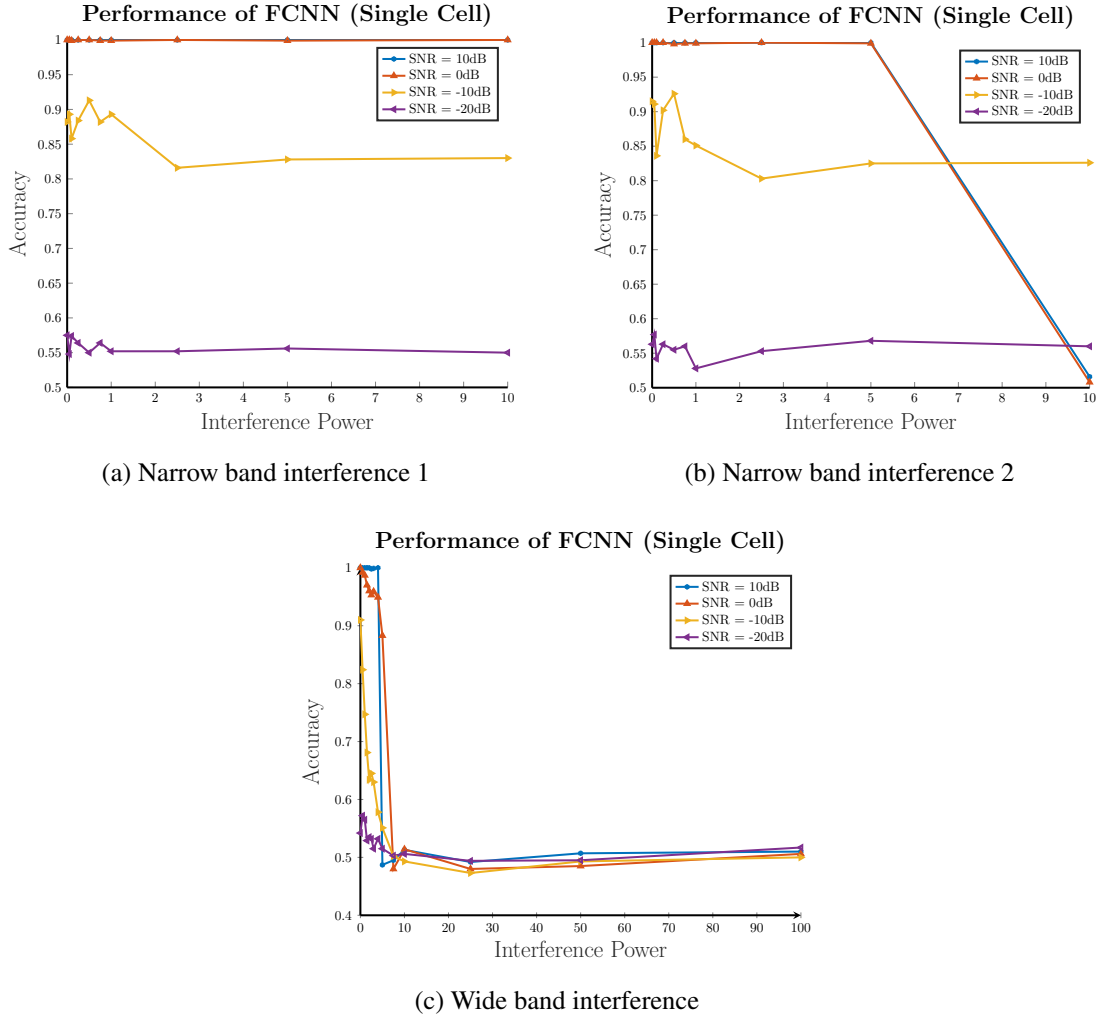 Performance of FCNN (Single Cell)
1
0.95
0.9
0.85
0.8
0.75
0.7
0.65
0.6
0.55
0.5
Accuracy
SNR = 10dB
SNR = 0dB
SNR = -10dB
SNR = -20dB
0 1 2 3 4 5 6 7 8 9 10
Interference Power
(a) Narrow band interference 1
Performance of FCNN (Single Cell)
1
0.95
0.9
0.85
0.8
0.75
0.7
0.65
0.6
0.55
0.5
Accuracy
SNR = 10dB
SNR = 0dB
SNR = -10dB
SNR = -20dB
0 1 2 3 4 5 6 7 8 9 10
Interference Power
(b) Narrow band interference 2
Performance of FCNN (Single Cell)
1
0.9
0.8
0.7
0.6
0.5
0.4
Accuracy
SNR = 10dB
SNR = 0dB
SNR = -10dB
SNR = -20dB
0 10 20 30 40 50 60 70 80 90 100
Interference Power
(c) Wide band interference